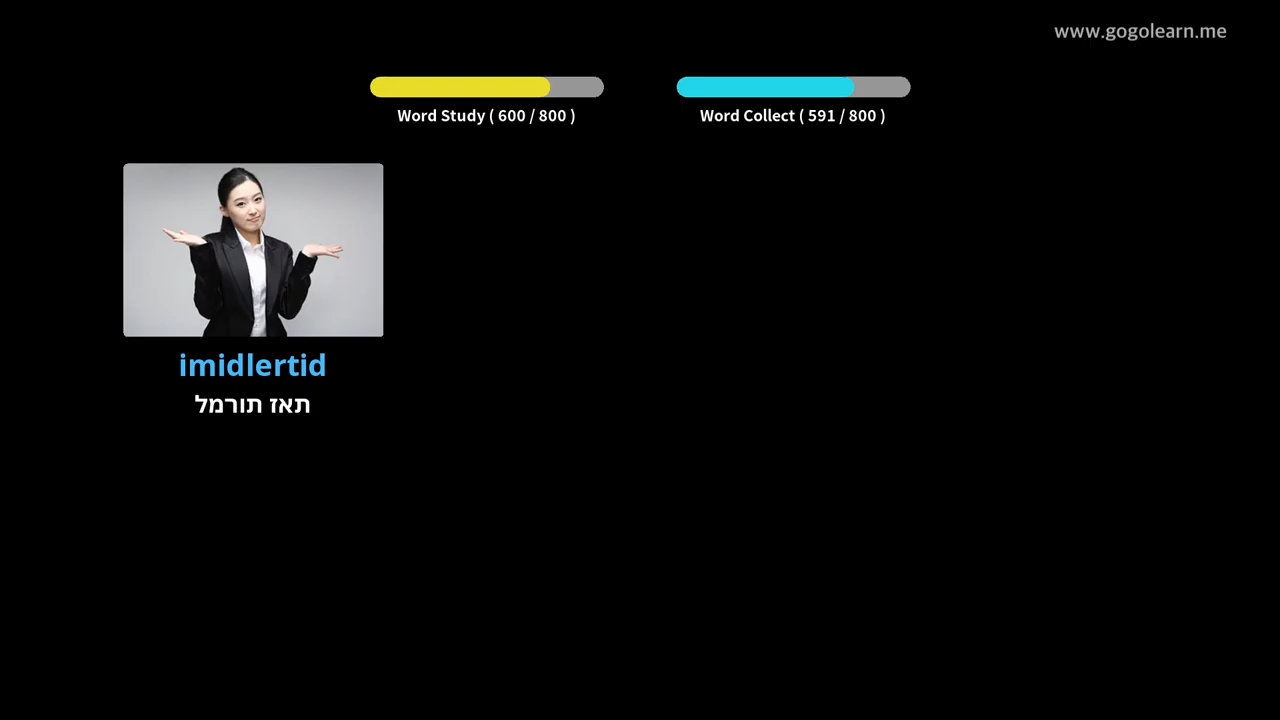 www.gogolearn.me
Word Study ( 600 / 800 )
Word Collect ( 591 / 800 )
imidlertid
תאז תורמל